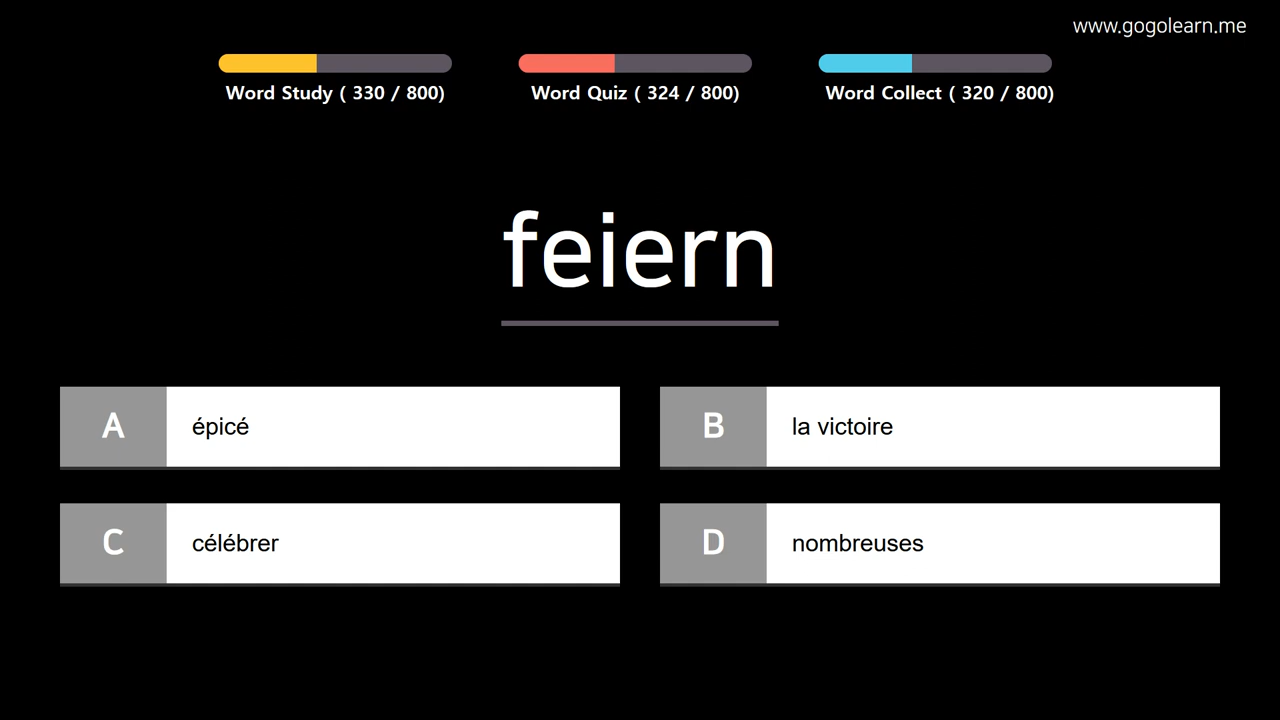 www.gogolearn.me
Word Study ( 330 / 800)
Word Quiz ( 324 / 800)
Word Collect ( 320 / 800)
feiern
A épicé
B la victoire
C célébrer
D nombreuses